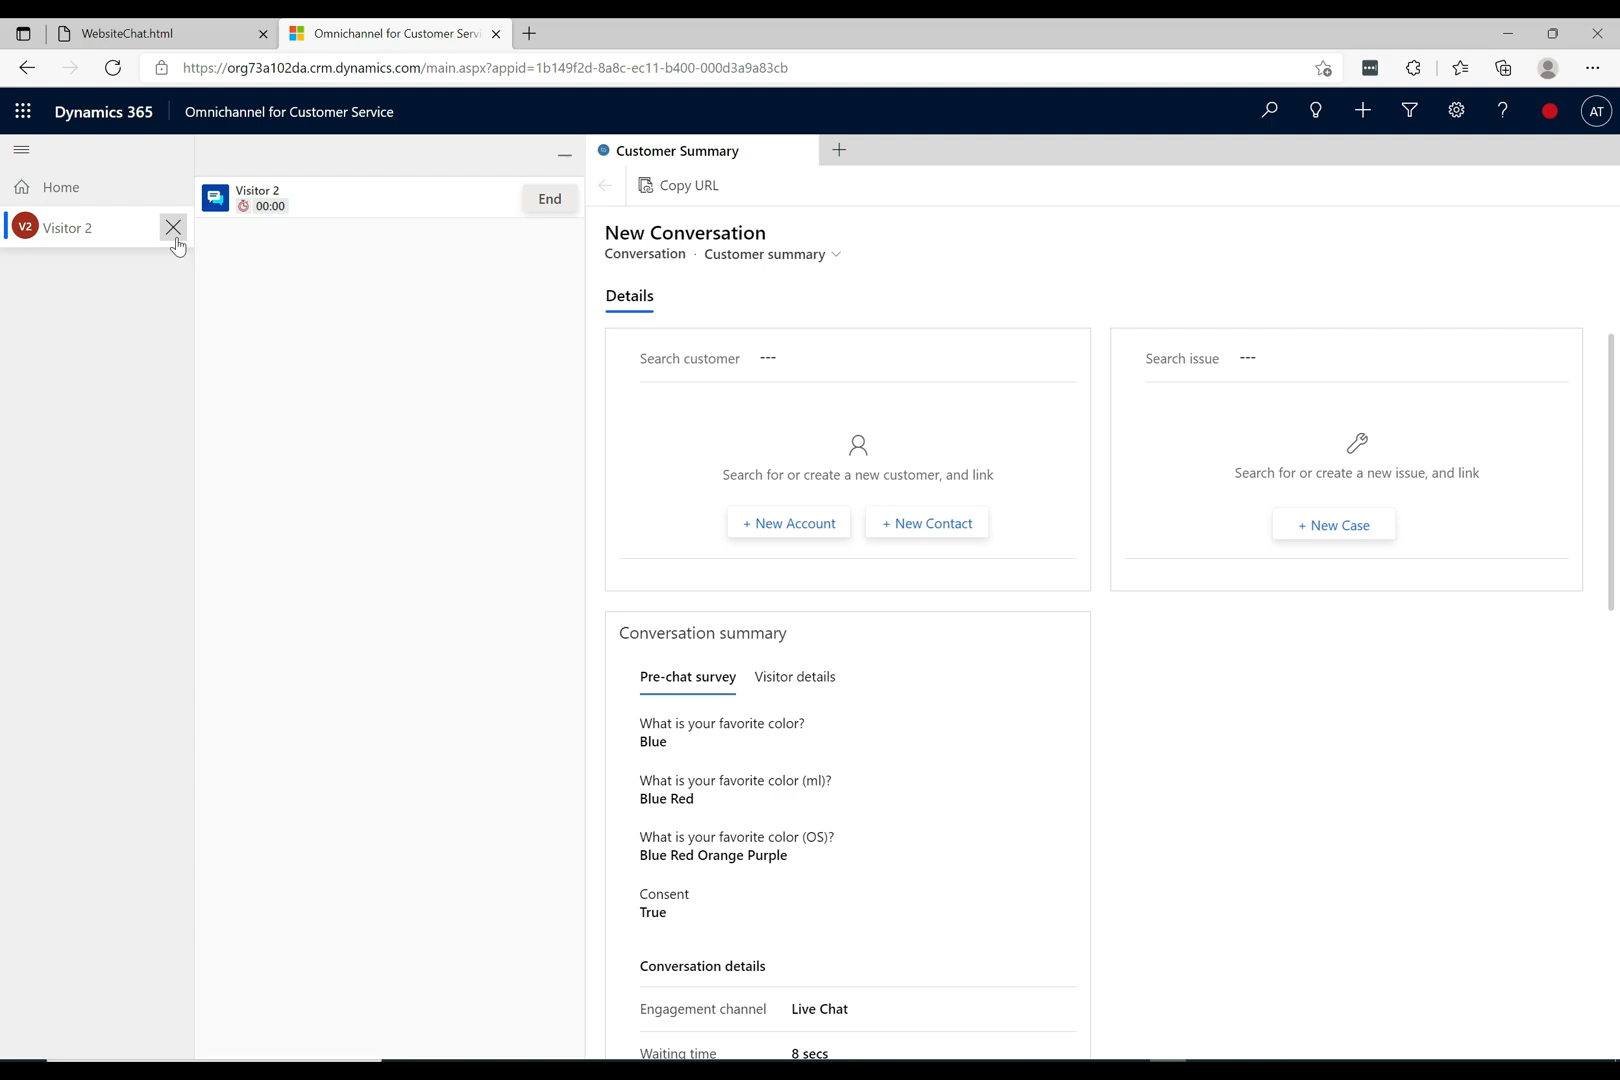 WebsiteChat.html
Omnichannel for Customer Servi
https://org73a102da.crm.dynamics.com/main.aspx?appid=1b149f2d-8a8c-ec11-b400-000d3a9a83cb
Dynamics 365
Omnichannel for Customer Service
AT
Home
V2 Visitor 2
Visitor 2
00:00
End
Customer Summary
Copy URL
New Conversation
Conversation · Customer summary
Details
Search customer ---
Search for or create a new customer, and link
+ New Account
+ New Contact
Search issue ---
Search for or create a new issue, and link
+ New Case
Conversation summary
Pre-chat survey Visitor details
What is your favorite color?
Blue
What is your favorite color (ml)?
Blue Red
What is your favorite color (OS)?
Blue Red Orange Purple
Consent
True
Conversation details
Engagement channel Live Chat
Waiting time 8 secs